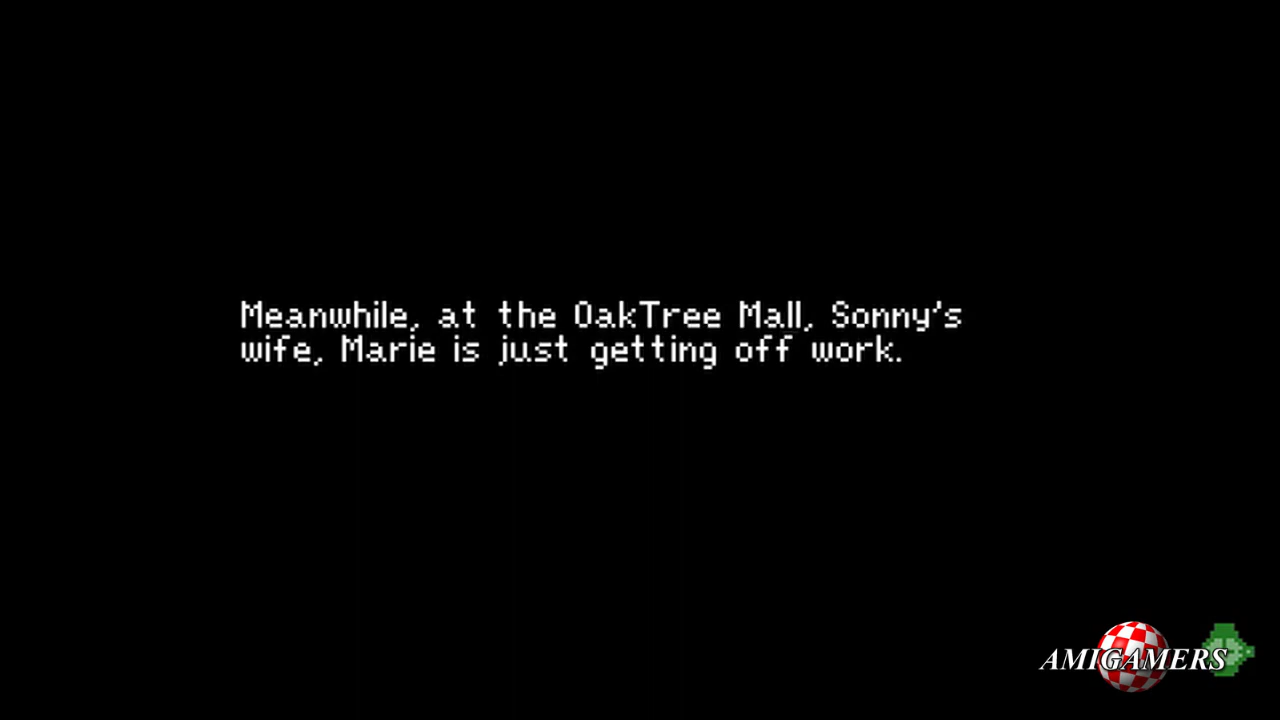 Meanwhile, at the OakTree Mall, Sonny's
wife, Marie is just getting off work.
AMIGAMERS